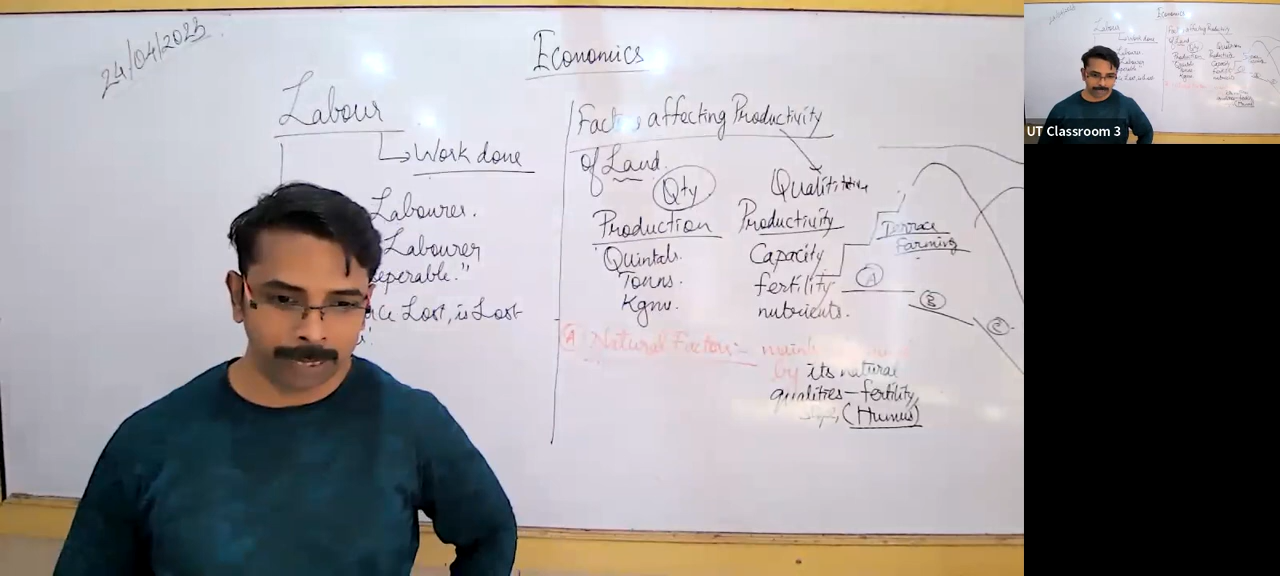 24/04/2023
Economics
Labour
Work done
Labourer.
Labourer
seperable."
Lost, is Lost
Factors affecting Productivity
of Land
Qty
Qualititative
Production
Productivity
Quintals.
Tonns.
Kgms.
Capacity
fertility
nutrients.
Terrace
Farming
A
B
C
A Natural Factor:-
by its natural
qualities-fertility,
(Humus)
UT Classroom 3